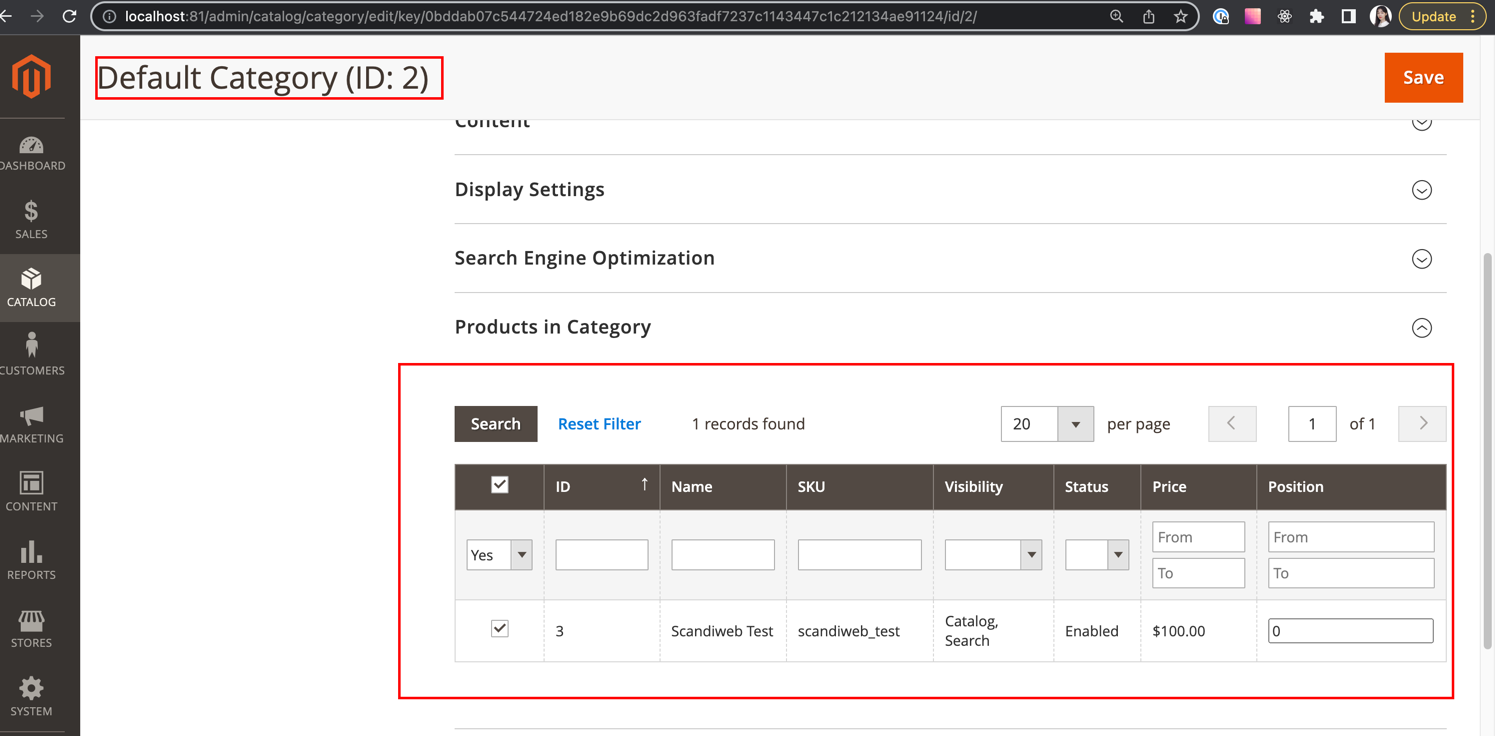 localhost:81/admin/catalog/category/edit/key/0bddab07c544724ed182e9b69dc2d963fadf7237c1143447c1c212134ae91124/id/2/
Update
Default Category (ID: 2)
Save
DASHBOARD
SALES
CATALOG
CUSTOMERS
MARKETING
CONTENT
REPORTS
STORES
SYSTEM
Content
Display Settings
Search Engine Optimization
Products in Category
Search Reset Filter 1 records found 20 per page 1 of 1
ID Name SKU Visibility Status Price Position
Yes From From
To To
3 Scandiweb Test scandiweb_test Catalog, Search Enabled $100.00 0